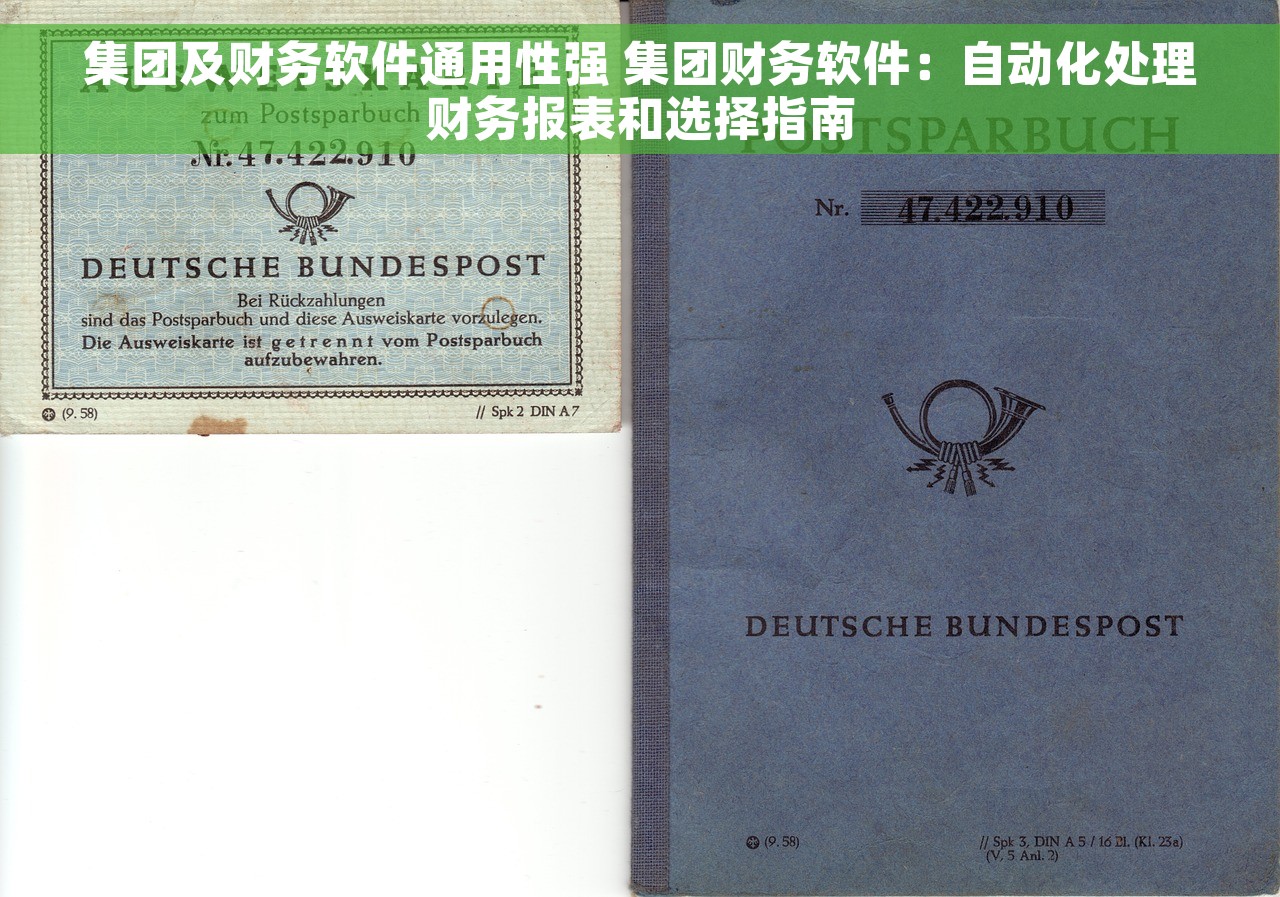 集团及财务软件通用性强 集团财务软件：自动化处理
财务报表和选择指南
AUSWEISKARTE
zum Postsparbuch
Nr. 47.422.910
DEUTSCHE BUNDESPOST
Bei Rückzahlungen
sind das Postsparbuch und diese Ausweiskarte vorzulegen.
Die Ausweiskarte ist getrennt vom Postsparbuch
aufzubewahren.
(9. 58)
// Spk 2 DIN A 7
POSTSPARBUCH
Nr. 47.422.910
DEUTSCHE BUNDESPOST
(9. 58)
// Spk 3, DIN A 5 / 16 Bl. (Kl. 23a)
(V, 5 Anl. 2)